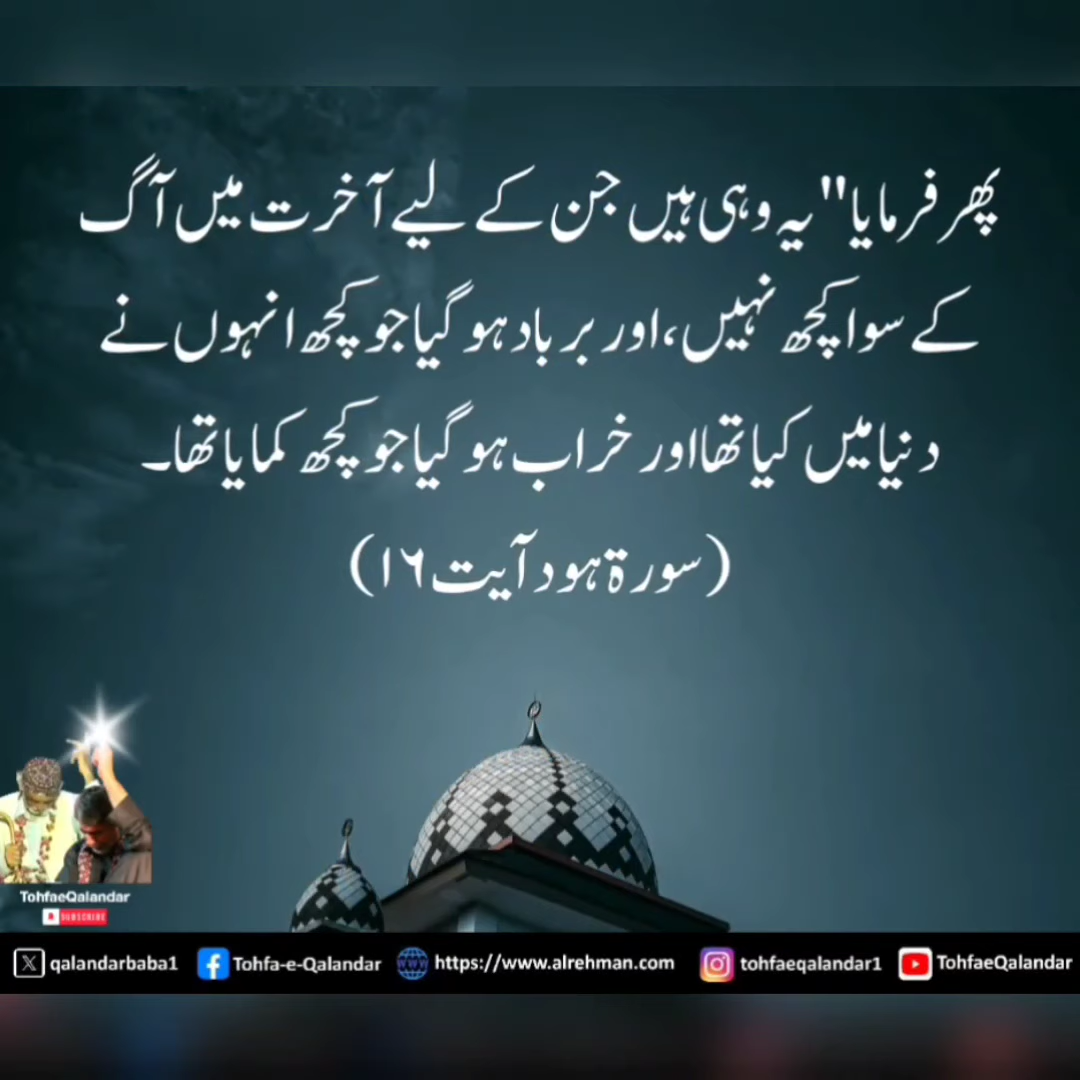 پھر فرمایا"یہ وہی ہیں جن کے لیے آخرت میں آگ
کے سوا کچھ نہیں، اور برباد ہو گیا جو کچھ انہوں نے
دنیا میں کیا تھا اور خراب ہو گیا جو کچھ کمایا تھا۔
(سورۃ ہود آیت ۱۶)
TohfaeQalandar
SUBSCRIBE
qalandarbaba1 Tohfa-e-Qalandar https://www.alrehman.com tohfaeqalandar1 TohfaeQalandar